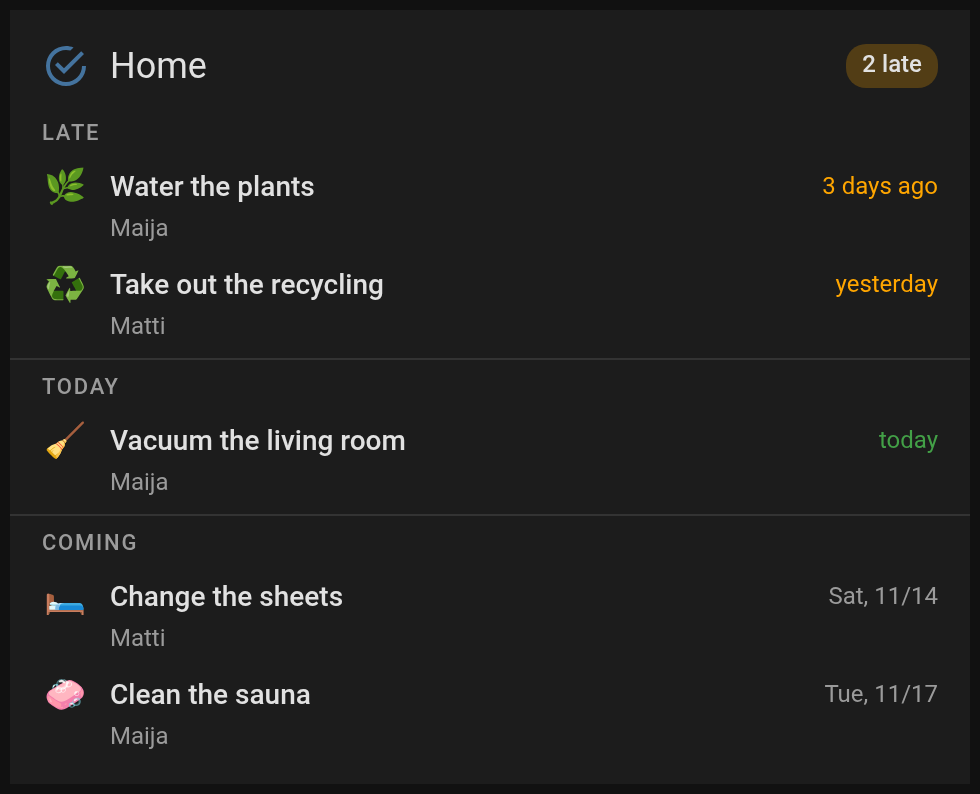 Home
2 late
LATE
Water the plants
3 days ago
Maija
Take out the recycling
yesterday
Matti
TODAY
Vacuum the living room
today
Maija
COMING
Change the sheets
Sat, 11/14
Matti
Clean the sauna
Tue, 11/17
Maija